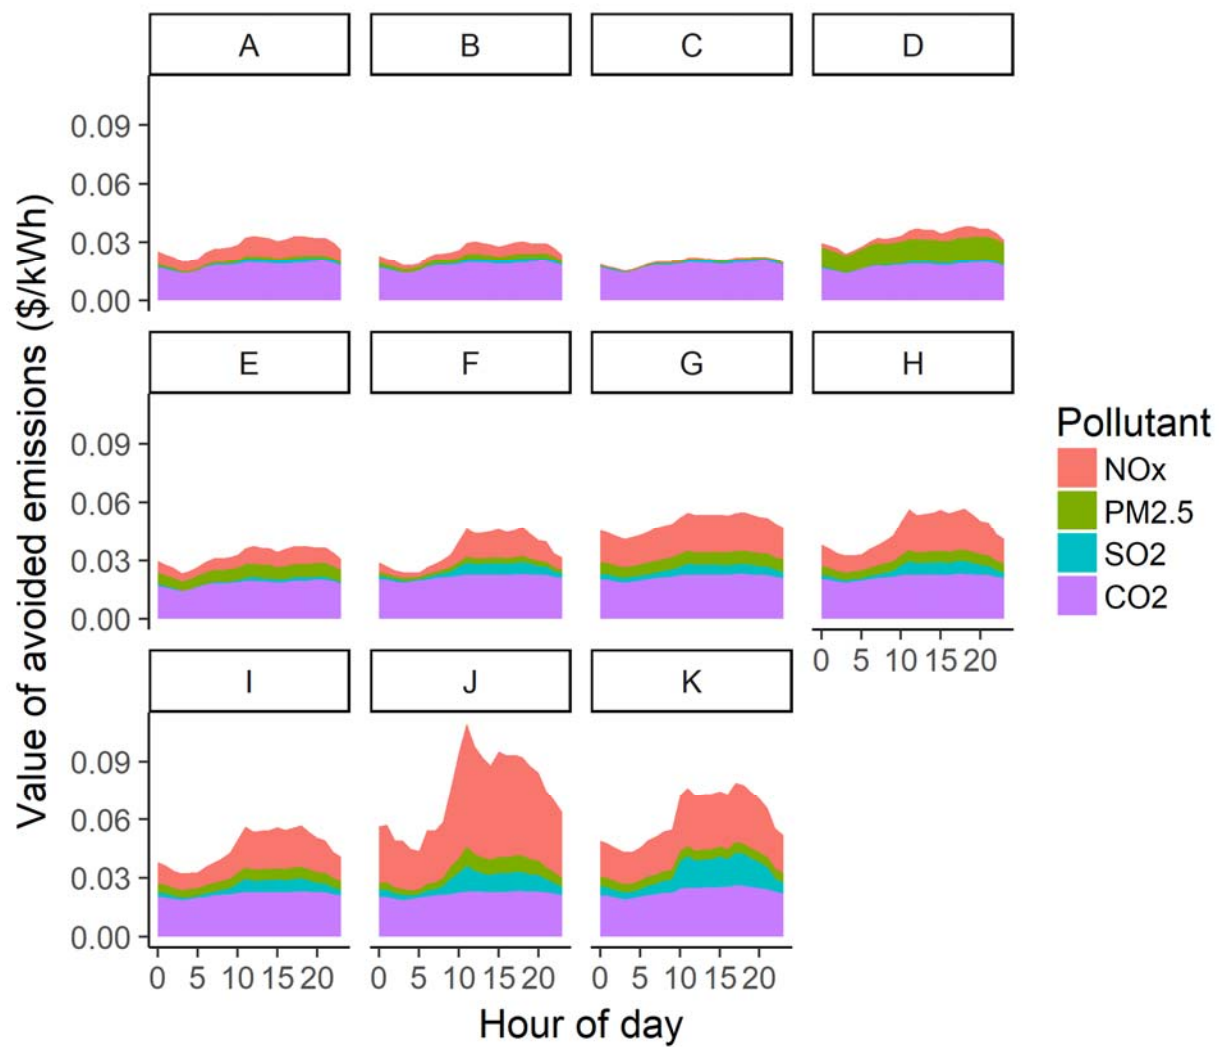 A B C D
0.09
0.06
0.03
0.00
E F G H
0.09
0.06
0.03
0.00
0 5 10 15 20
I J K
0.09
0.06
0.03
0.00
0 5 10 15 20 0 5 10 15 20 0 5 10 15 20
Hour of day
Value of avoided emissions ($/kWh)
Pollutant
NOx
PM2.5
SO2
CO2